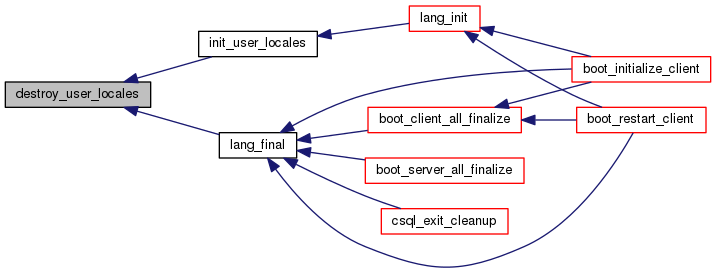 destroy_user_locales
init_user_locales
lang_init
boot_initialize_client
boot_client_all_finalize
boot_restart_client
lang_final
boot_server_all_finalize
csql_exit_cleanup